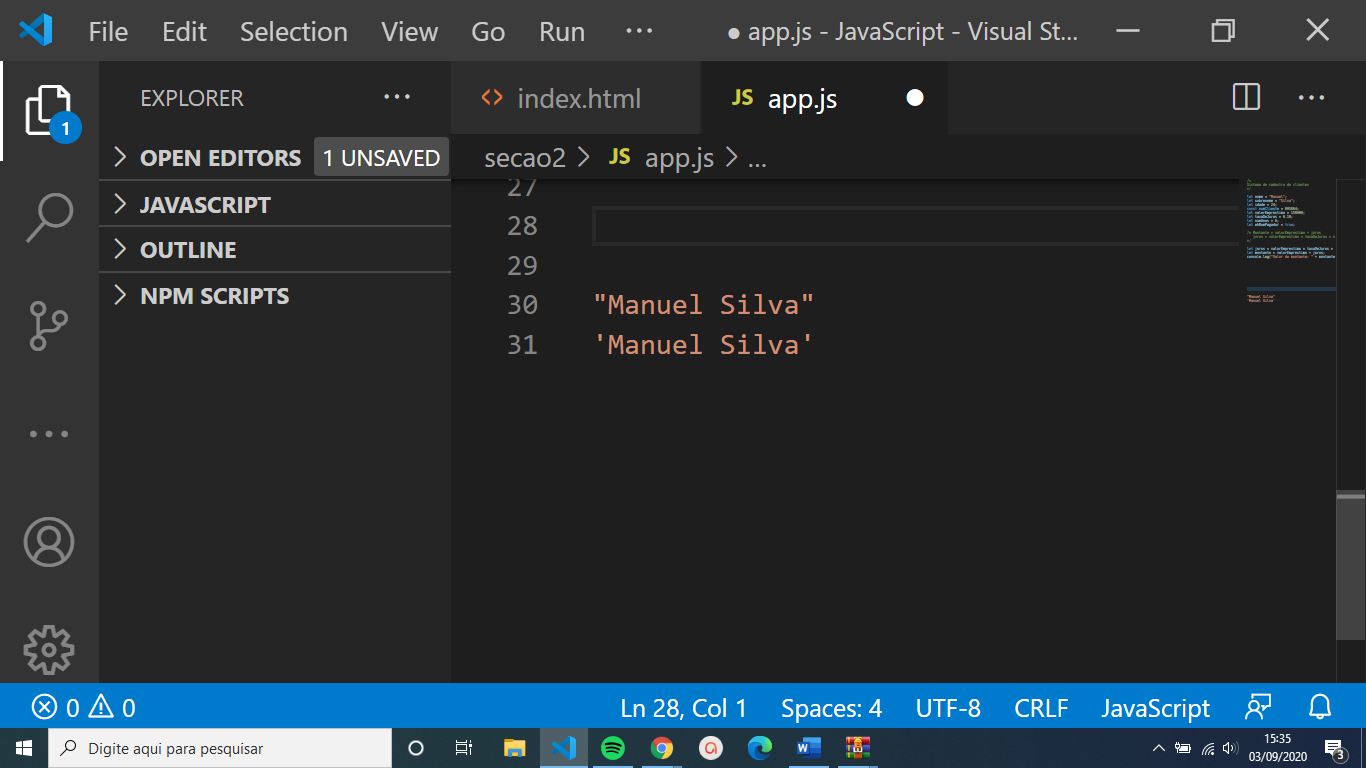 File Edit Selection View Go Run ··· ● app.js - JavaScript - Visual St...
EXPLORER ···
index.html
JS app.js
1
OPEN EDITORS 1 UNSAVED
secao2 > JS app.js > ...
JAVASCRIPT
OUTLINE
NPM SCRIPTS
27
28
29
30 "Manuel Silva"
31 'Manuel Silva'
0 0 Ln 28, Col 1 Spaces: 4 UTF-8 CRLF JavaScript
Digite aqui para pesquisar
15:35
03/09/2020
3